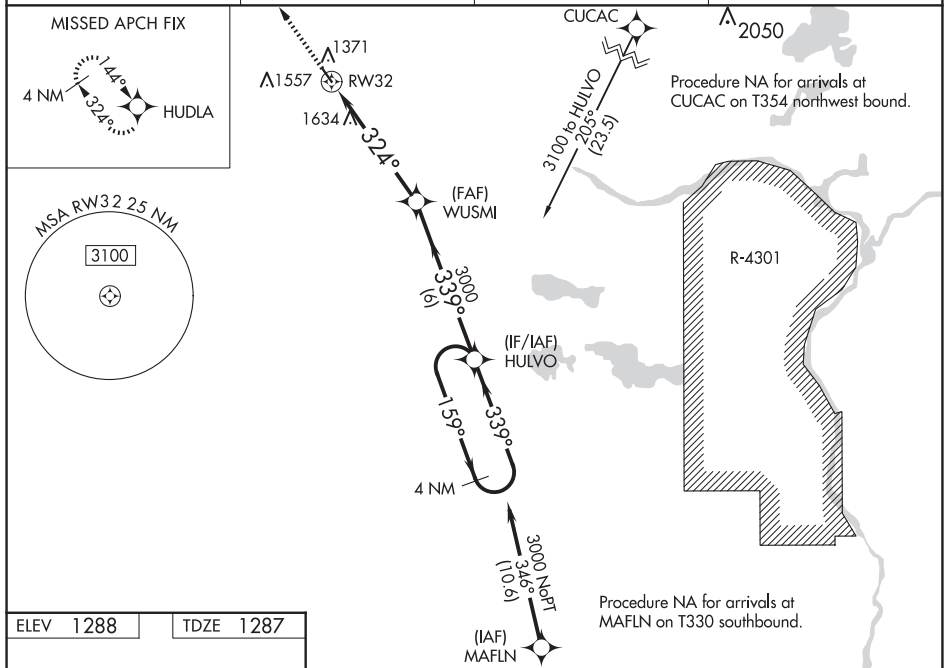 MISSED APCH FIX
4 NM
144°
324°
HUDLA
1371
1557
RW32
1634
CUCAC
2050
Procedure NA for arrivals at
CUCAC on T354 northwest bound.
3100 to HULVO
205°
(23.5)
324°
(FAF)
WUSMI
MSA RW32 25 NM
3100
R-4301
3000
339°
(6)
(IF/IAF)
HULVO
159°
339°
4 NM
3000 NoPT
346°
(10.6)
Procedure NA for arrivals at
MAFLN on T330 southbound.
(IAF)
MAFLN
ELEV 1288
TDZE 1287